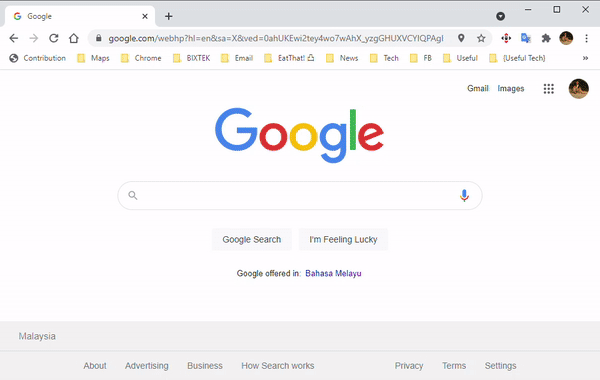 Google
google.com/webhp?hl=en&sa=X&ved=0ahUKEwi2tey4wo7wAhX_yzgGHUXVCYIQPAgI
Contribution Maps Chrome BIXTEK Email EatThat! News Tech FB Useful (Useful Tech) »
Gmail Images
Google
Google Search I'm Feeling Lucky
Google offered in: Bahasa Melayu
Malaysia
About Advertising Business How Search works Privacy Terms Settings